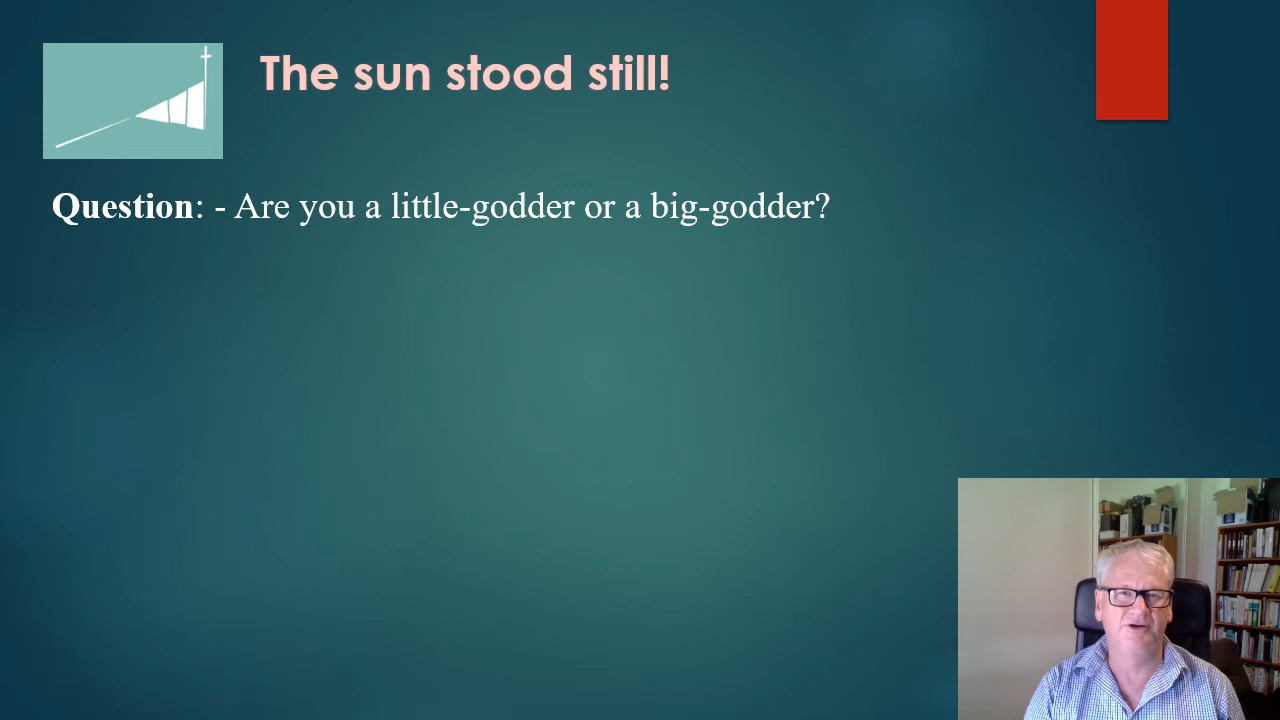 The sun stood still!
Question: - Are you a little-godder or a big-godder?